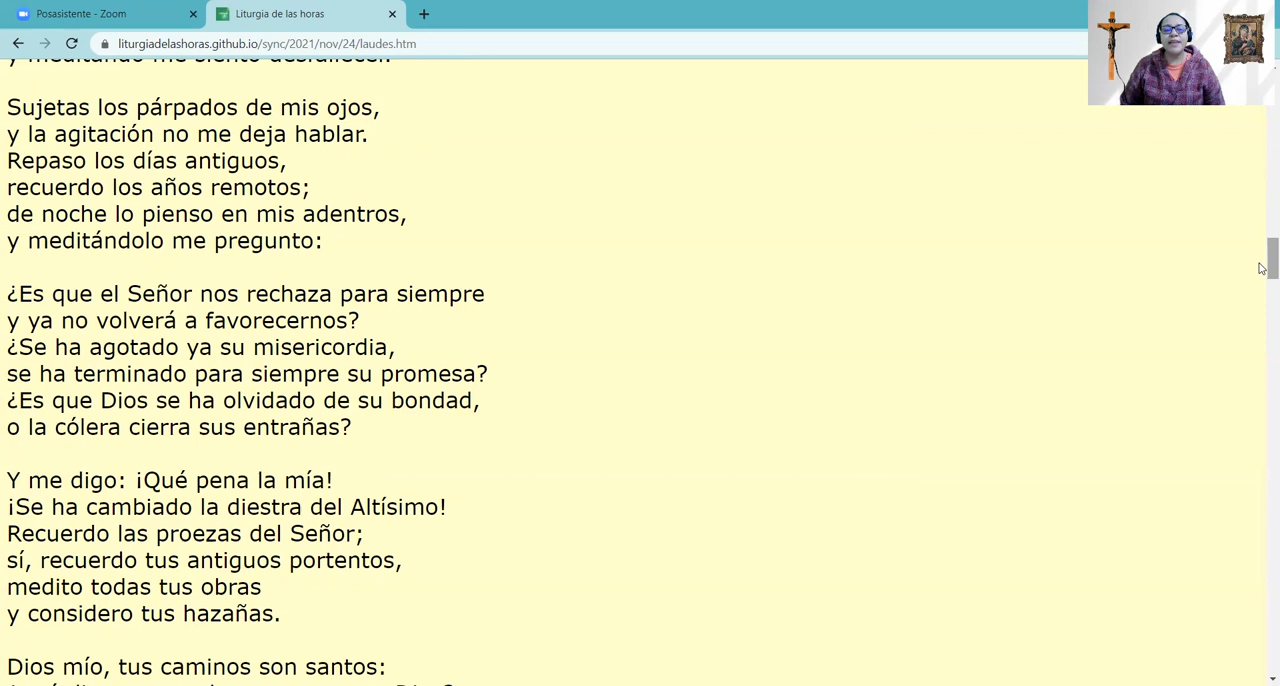 Posasistente - Zoom
Liturgia de las horas
liturgiadelashoras.github.io/sync/2021/nov/24/laudes.htm
y meditando me siento desfallecer.
Sujetas los párpados de mis ojos,
y la agitación no me deja hablar.
Repaso los días antiguos,
recuerdo los años remotos;
de noche lo pienso en mis adentros,
y meditándolo me pregunto:
¿Es que el Señor nos rechaza para siempre
y ya no volverá a favorecernos?
¿Se ha agotado ya su misericordia,
se ha terminado para siempre su promesa?
¿Es que Dios se ha olvidado de su bondad,
o la cólera cierra sus entrañas?
Y me digo: ¡Qué pena la mía!
¡Se ha cambiado la diestra del Altísimo!
Recuerdo las proezas del Señor;
sí, recuerdo tus antiguos portentos,
medito todas tus obras
y considero tus hazañas.
Dios mío, tus caminos son santos: